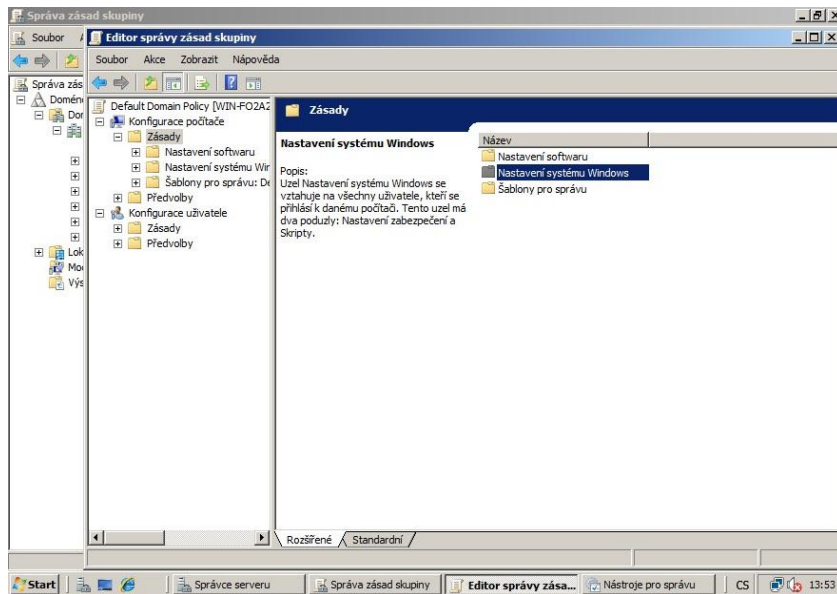 Správa zásad skupiny
Soubor
Editor správy zásad skupiny
Soubor Akce Zobrazit Nápověda
Správa zás
Domén
Dor
Lok
Mod
Výs
Default Domain Policy [WIN-FO2A2
Konfigurace počítače
Zásady
Nastavení softwaru
Nastavení systému Wir
Šablony pro správu: De
Předvolby
Konfigurace uživatele
Zásady
Předvolby
Zásady
Nastavení systému Windows
Popis:
Uzel Nastavení systému Windows se
vztahuje na všechny uživatele, kteří se
přihlásí k danému počítači. Tento uzel má
dva poduzly: Nastavení zabezpečení a
Skripty.
Název
Nastavení softwaru
Nastavení systému Windows
Šablony pro správu
Rozšířené Standardní
Start Správce serveru Správa zásad skupiny Editor správy zása... Nástroje pro správu CS 13:53